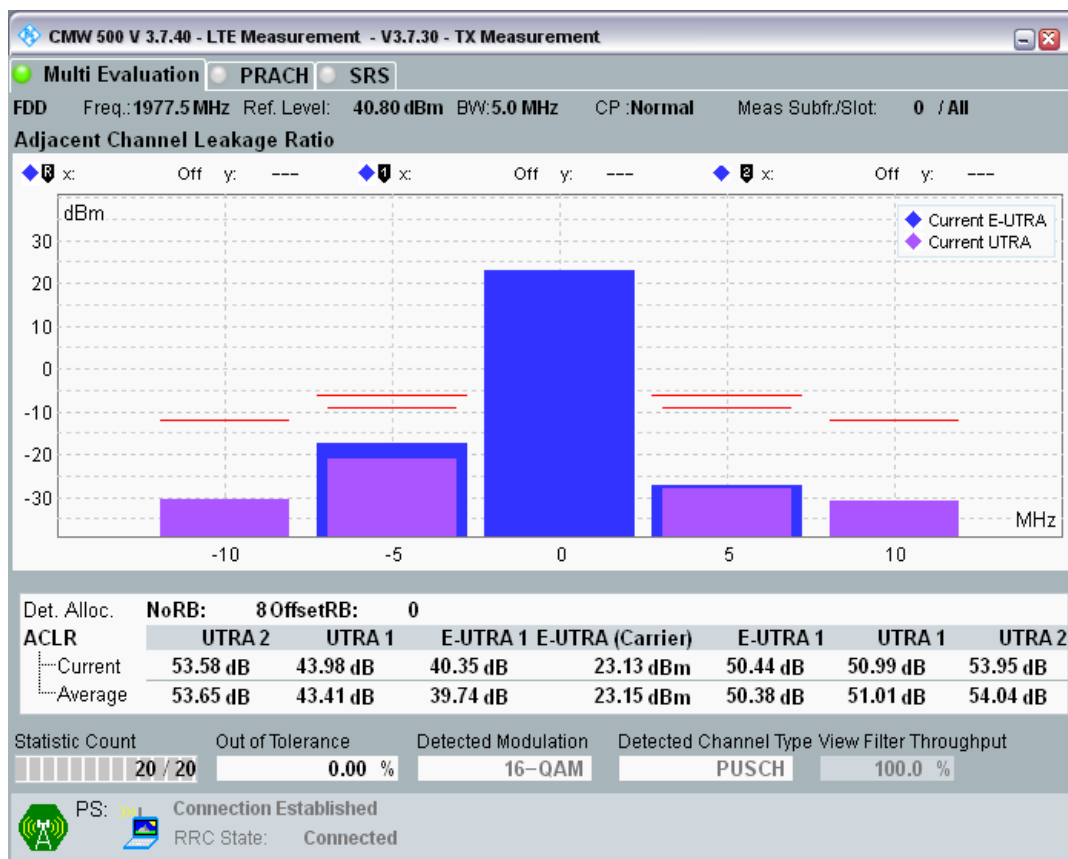 CMW 500 V 3.7.40 - LTE Measurement - V3.7.30 - TX Measurement
Multi Evaluation PRACH SRS
FDD Freq.:1977.5 MHz Ref. Level: 40.80 dBm BW:5.0 MHz CP :Normal Meas Subfr./Slot: 0 / All
Adjacent Channel Leakage Ratio
R x: Off y: --- 1 x: Off y: --- 2 x: Off y: ---
dBm
Current E-UTRA
Current UTRA
30
20
10
0
-10
-20
-30
MHz
-10 -5 0 5 10
Det. Alloc. NoRB: 8 OffsetRB: 0
ACLR UTRA 2 UTRA 1 E-UTRA 1 E-UTRA (Carrier) E-UTRA 1 UTRA 1 UTRA 2
Current 53.58 dB 43.98 dB 40.35 dB 23.13 dBm 50.44 dB 50.99 dB 53.95 dB
Average 53.65 dB 43.41 dB 39.74 dB 23.15 dBm 50.38 dB 51.01 dB 54.04 dB
Statistic Count Out of Tolerance Detected Modulation Detected Channel Type View Filter Throughput
20 / 20 0.00 % 16-QAM PUSCH 100.0 %
PS: Connection Established
RRC State: Connected